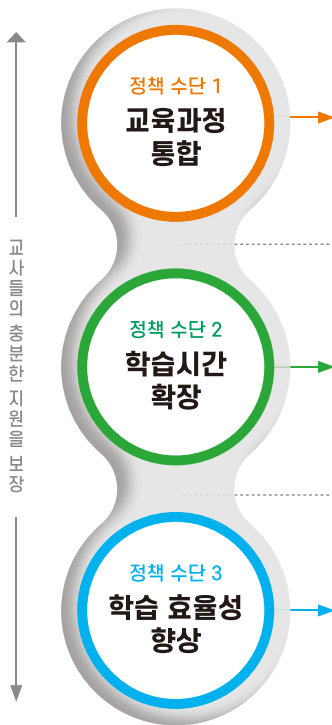 정책 수단 1
교육과정
통합
교사들의 충분한 지원을 보장
정책 수단 2
학습시간
확장
정책 수단 3
학습 효율성
향상